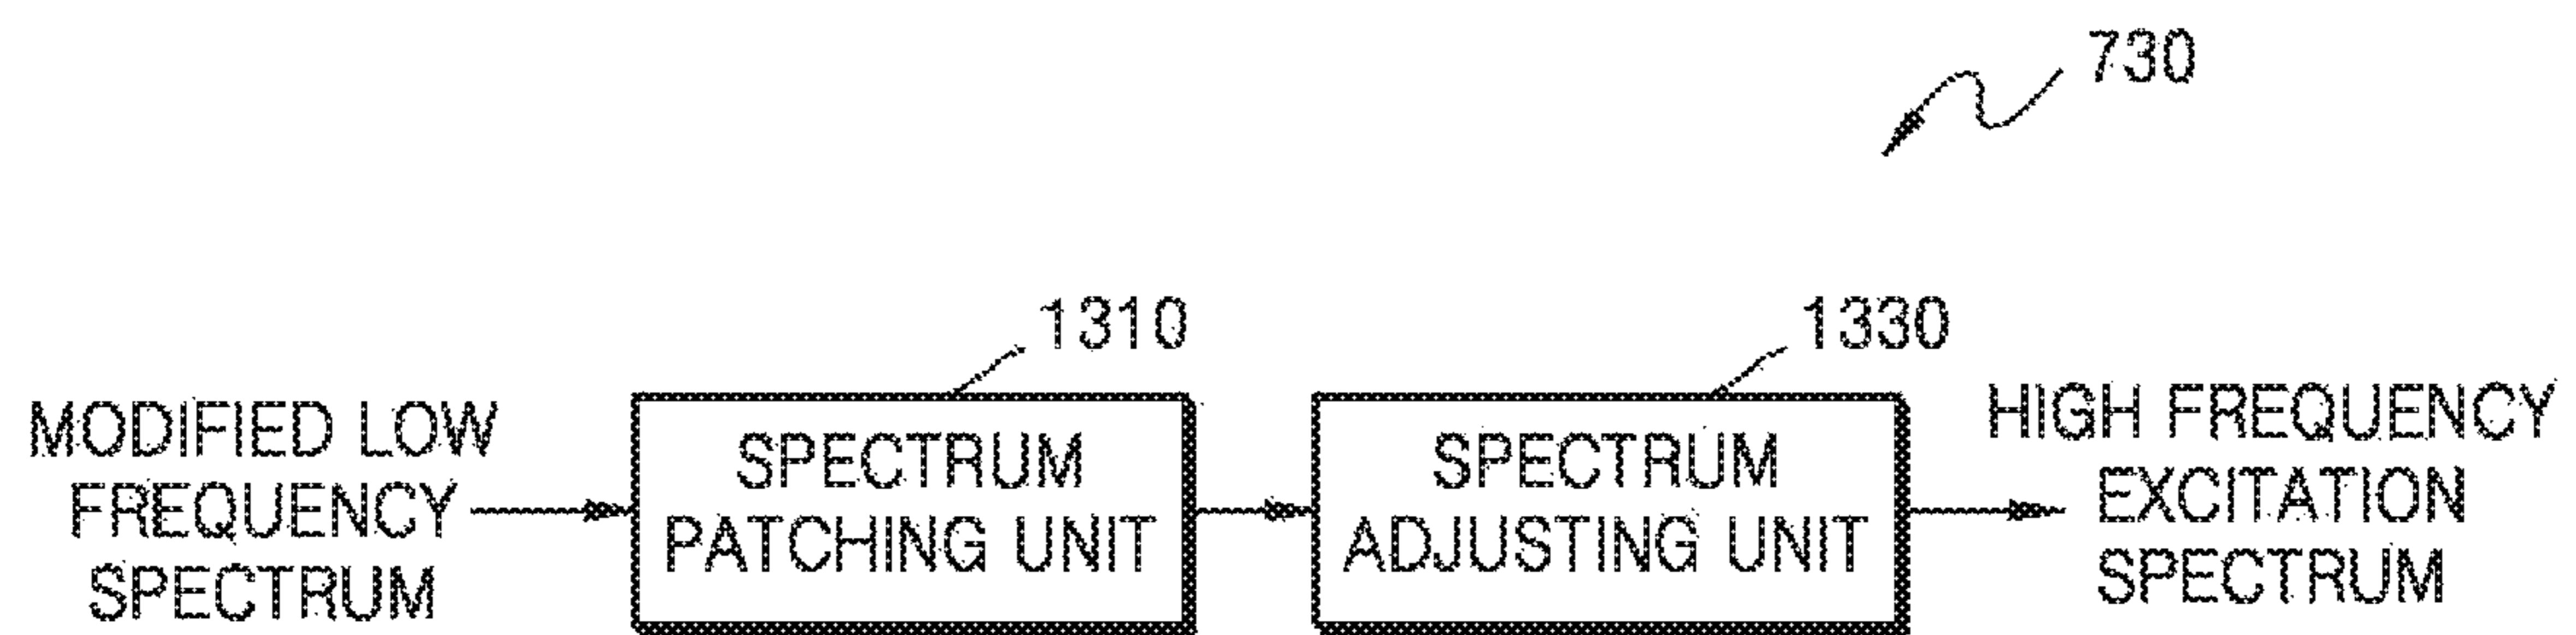 730
1310
1330
MODIFIED LOW
FREQUENCY
SPECTRUM
SPECTRUM
PATCHING UNIT
SPECTRUM
ADJUSTING UNIT
HIGH FREQUENCY
EXCITATION
SPECTRUM